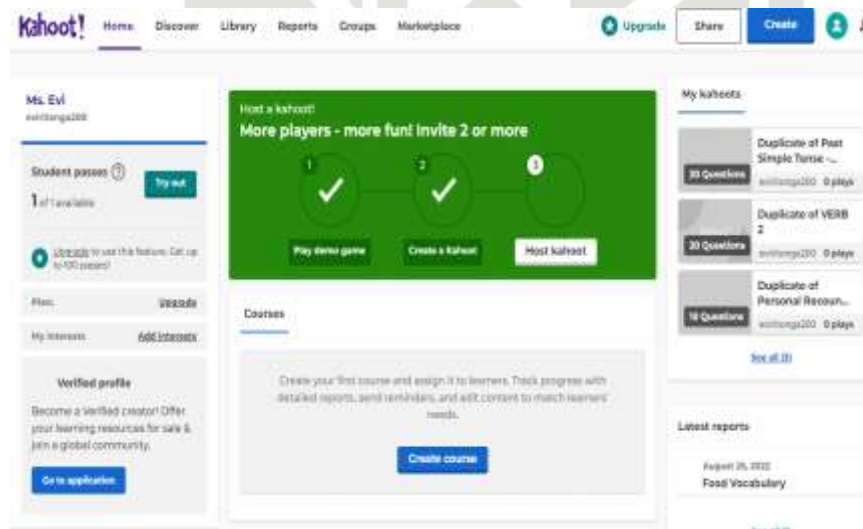 Kahoot!
Home
Discover
Library
Reports
Groups
Marketplace
Upgrade
Share
Create
Ms. Evi
Student passes ?
1 of 1 available
Try out
Upgrade to use this feature. Get up
to 100 passes!
Plan:
Upgrade
My Interests
Add interests
Verified profile
Become a Verified creator! Offer
your learning resources for sale &
join a global community.
Go to application
Host a kahoot!
More players - more fun! Invite 2 or more
1
2
3
Play demo game
Create a Kahoot
Host kahoot
Courses
Create your first course and assign it to learners. Track progress with
detailed reports, send reminders, and edit content to match learners'
needs.
Create course
My kahoots
Duplicate of Past
Simple Tense -...
0 plays
Duplicate of VERB
2
Questions
0 plays
Duplicate of
Personal Recoun...
Questions
0 plays
See all
Latest reports
August 2022
Food Vocabulary